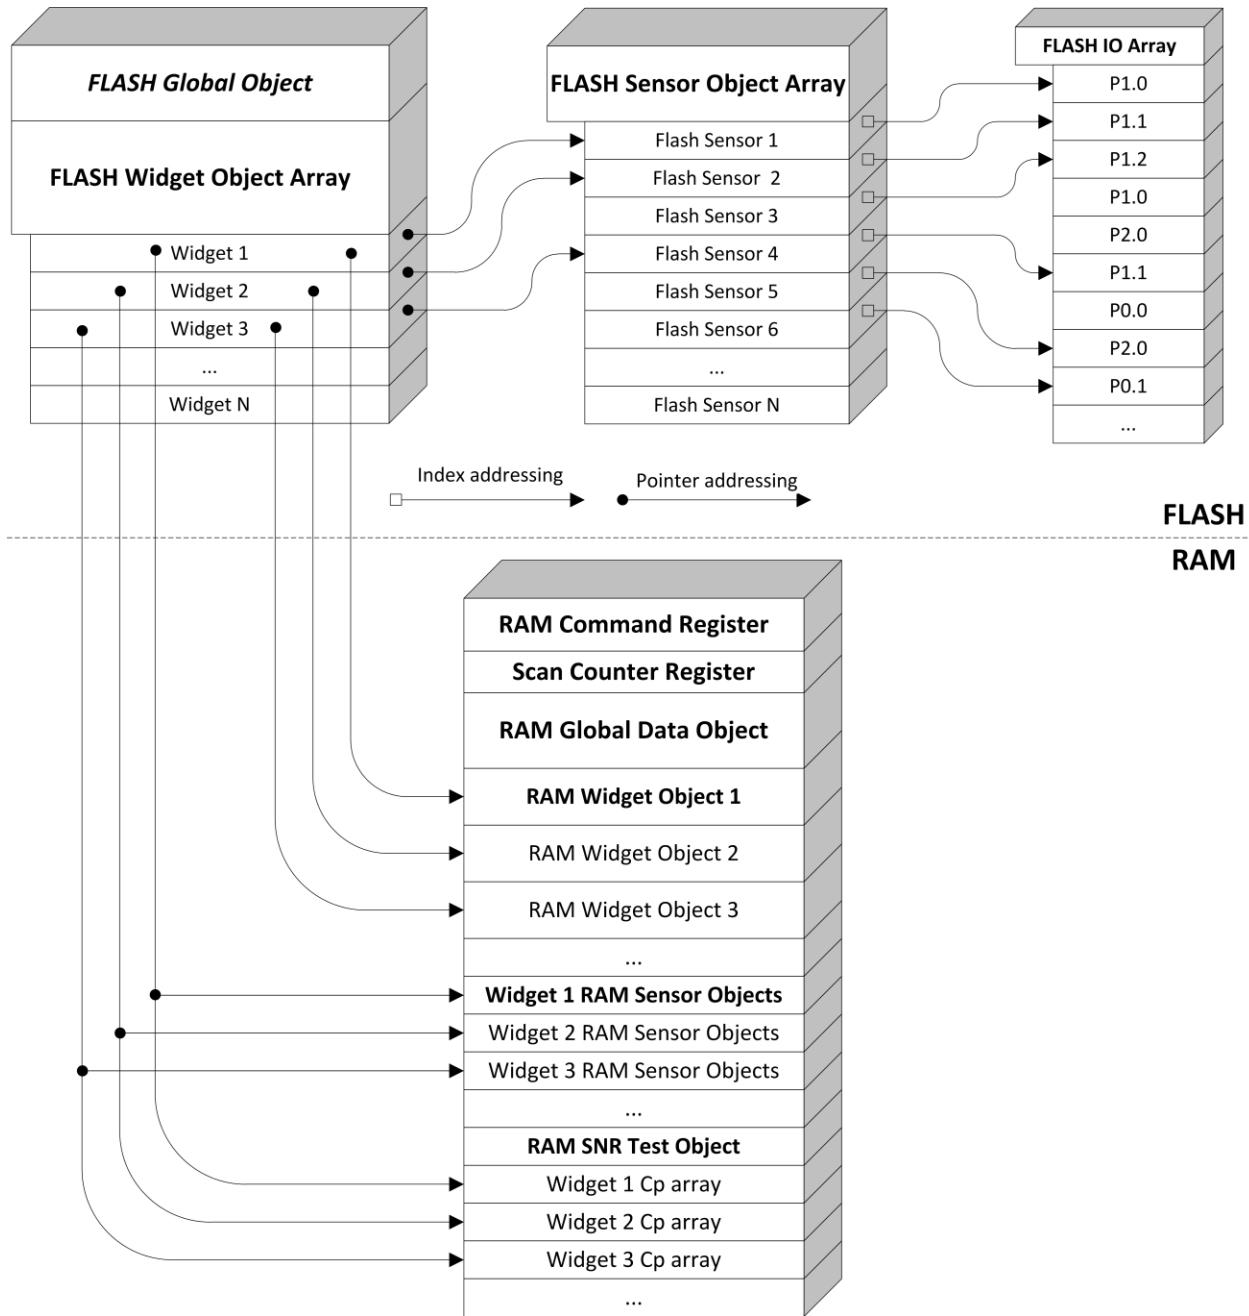 FLASH Global Object
FLASH Widget Object Array
Widget 1
Widget 2
Widget 3
...
Widget N
FLASH Sensor Object Array
Flash Sensor 1
Flash Sensor 2
Flash Sensor 3
Flash Sensor 4
Flash Sensor 5
Flash Sensor 6
...
Flash Sensor N
FLASH IO Array
P1.0
P1.1
P1.2
P1.0
P2.0
P1.1
P0.0
P2.0
P0.1
...
Index addressing
Pointer addressing
FLASH
RAM
RAM Command Register
Scan Counter Register
RAM Global Data Object
RAM Widget Object 1
RAM Widget Object 2
RAM Widget Object 3
...
Widget 1 RAM Sensor Objects
Widget 2 RAM Sensor Objects
Widget 3 RAM Sensor Objects
...
RAM SNR Test Object
Widget 1 Cp array
Widget 2 Cp array
Widget 3 Cp array
...